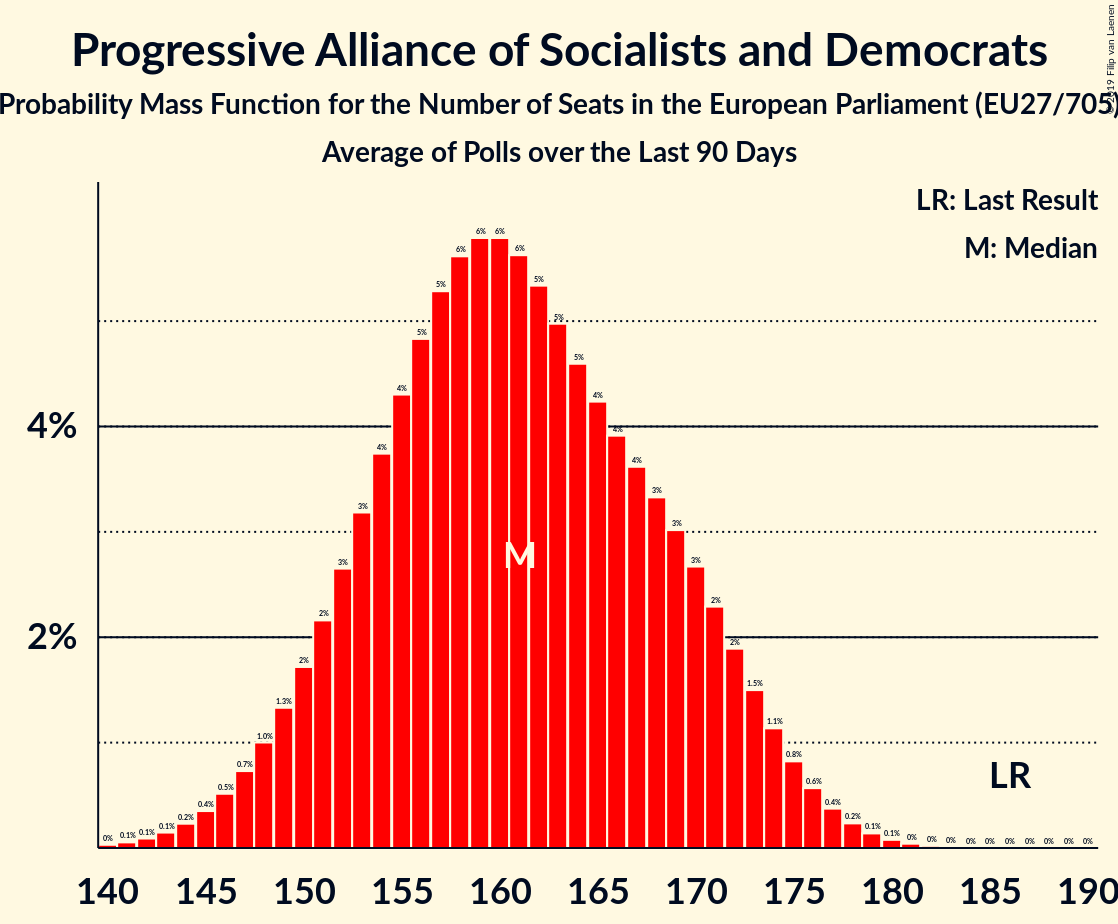 Progressive Alliance of Socialists and Democrats
Probability Mass Function for the Number of Seats in the European Parliament (EU27/705)
Average of Polls over the Last 90 Days
© 2019 Filip van Laenen
LR: Last Result
M: Median
4%
2%
0% 0.1% 0.1% 0.1% 0.2% 0.4% 0.5% 0.7% 1.0% 1.3% 2% 2% 3% 3% 4% 4% 5% 5% 6% 6% 6% 6% 5% 5% 5% 4% 4% 4% 3% 3% 3% 2% 2% 1.5% 1.1% 0.8% 0.6% 0.4% 0.2% 0.1% 0.1% 0% 0% 0% 0% 0% 0% 0% 0% 0% 0%
M
LR
140 145 150 155 160 165 170 175 180 185 190